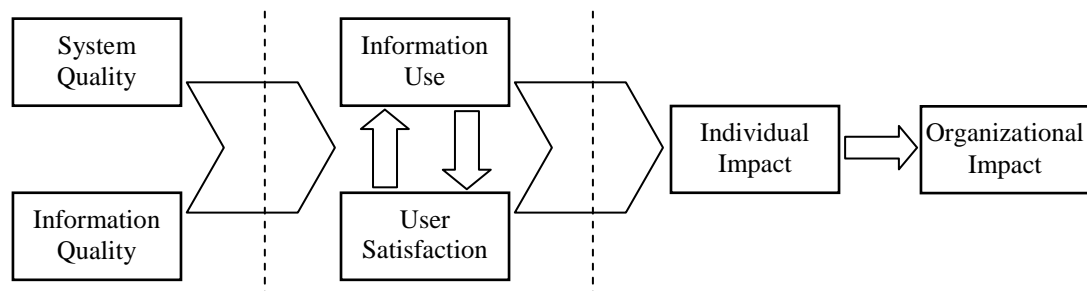 System
Quality
Information
Quality
Information
Use
User
Satisfaction
Individual
Impact
Organizational
Impact